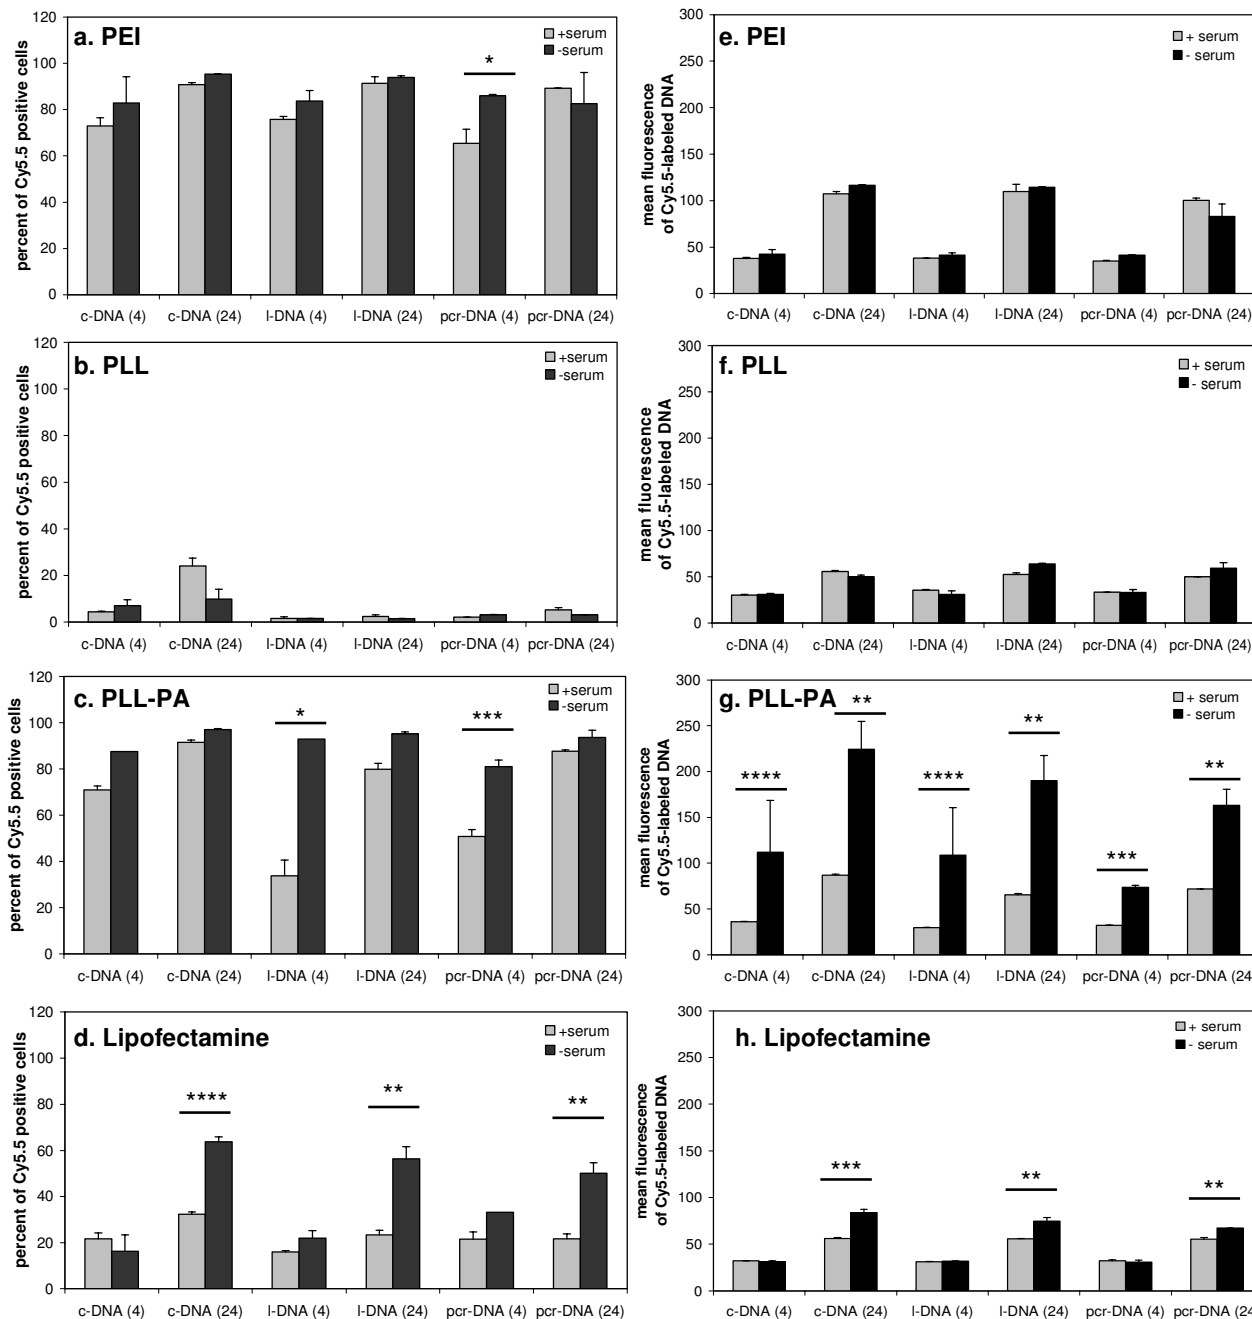 a. PEI
+serum
-serum
percent of Cy5.5 positive cells
120
100
80
60
40
20
0
*
c-DNA (4) c-DNA (24) l-DNA (4) l-DNA (24) pcr-DNA (4) pcr-DNA (24)
e. PEI
+ serum
- serum
mean fluorescence
of Cy5.5-labeled DNA
300
250
200
150
100
50
0
c-DNA (4) c-DNA (24) l-DNA (4) l-DNA (24) pcr-DNA (4) pcr-DNA (24)
b. PLL
+serum
-serum
percent of Cy5.5 positive cells
120
100
80
60
40
20
0
c-DNA (4) c-DNA (24) l-DNA (4) l-DNA (24) pcr-DNA (4) pcr-DNA (24)
f. PLL
+ serum
- serum
mean fluorescence
of Cy5.5-labeled DNA
300
250
200
150
100
50
0
c-DNA (4) c-DNA (24) l-DNA (4) l-DNA (24) pcr-DNA (4) pcr-DNA (24)
c. PLL-PA
+serum
-serum
percent of Cy5.5 positive cells
120
100
80
60
40
20
0
* ***
c-DNA (4) c-DNA (24) l-DNA (4) l-DNA (24) pcr-DNA (4) pcr-DNA (24)
g. PLL-PA
+ serum
- serum
mean fluorescence
of Cy5.5-labeled DNA
300
250
200
150
100
50
0
**** ** **** ** *** **
c-DNA (4) c-DNA (24) l-DNA (4) l-DNA (24) pcr-DNA (4) pcr-DNA (24
d. Lipofectamine
+serum
-serum
percent of Cy5.5 positive cells
120
100
80
60
40
20
0
**** ** **
c-DNA (4) c-DNA (24) l-DNA (4) l-DNA (24) pcr-DNA (4) pcr-DNA (24)
h. Lipofectamine
+ serum
- serum
mean fluorescence
of Cy5.5-labeled DNA
300
250
200
150
100
50
0
*** ** **
c-DNA (4) c-DNA (24) l-DNA (4) l-DNA (24) pcr-DNA (4) pcr-DNA (24